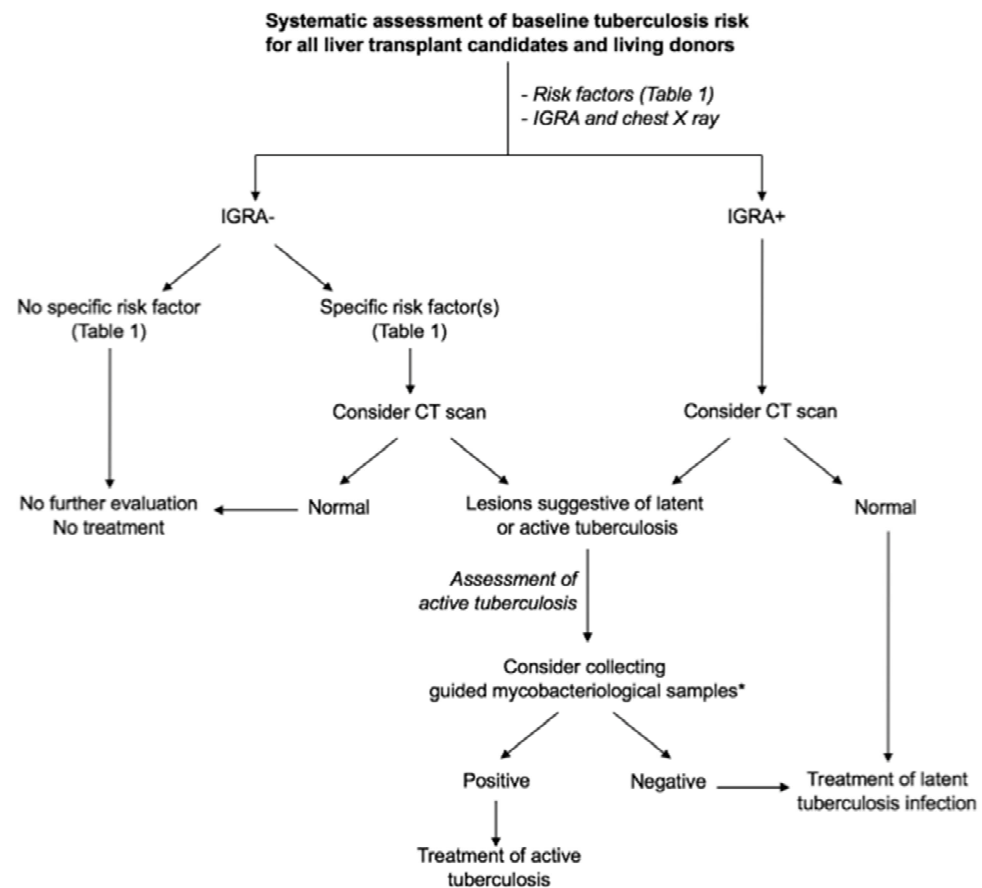 Systematic assessment of baseline tuberculosis risk
for all liver transplant candidates and living donors
- Risk factors (Table 1)
- IGRA and chest X ray
IGRA-
IGRA+
No specific risk factor
(Table 1)
Specific risk factor(s)
(Table 1)
Consider CT scan
Consider CT scan
No further evaluation
No treatment
Normal
Lesions suggestive of latent
or active tuberculosis
Normal
Assessment of
active tuberculosis
Consider collecting
guided mycobacteriological samples*
Positive
Negative
Treatment of latent
tuberculosis infection
Treatment of active
tuberculosis